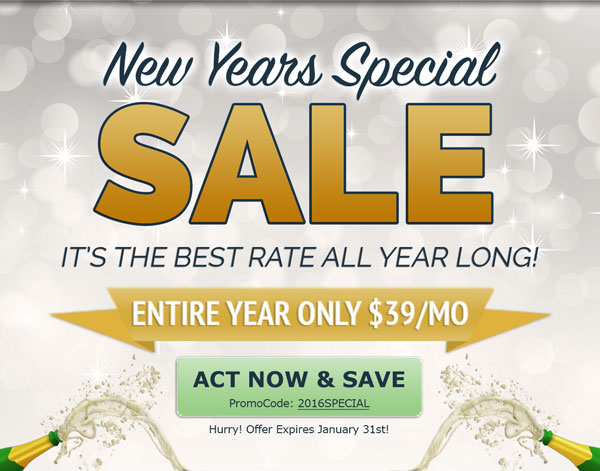 New Years Special
SALE
IT'S THE BEST RATE ALL YEAR LONG!
ENTIRE YEAR ONLY $39/MO
ACT NOW & SAVE
PromoCode: 2016SPECIAL
Hurry! Offer Expires January 31st!